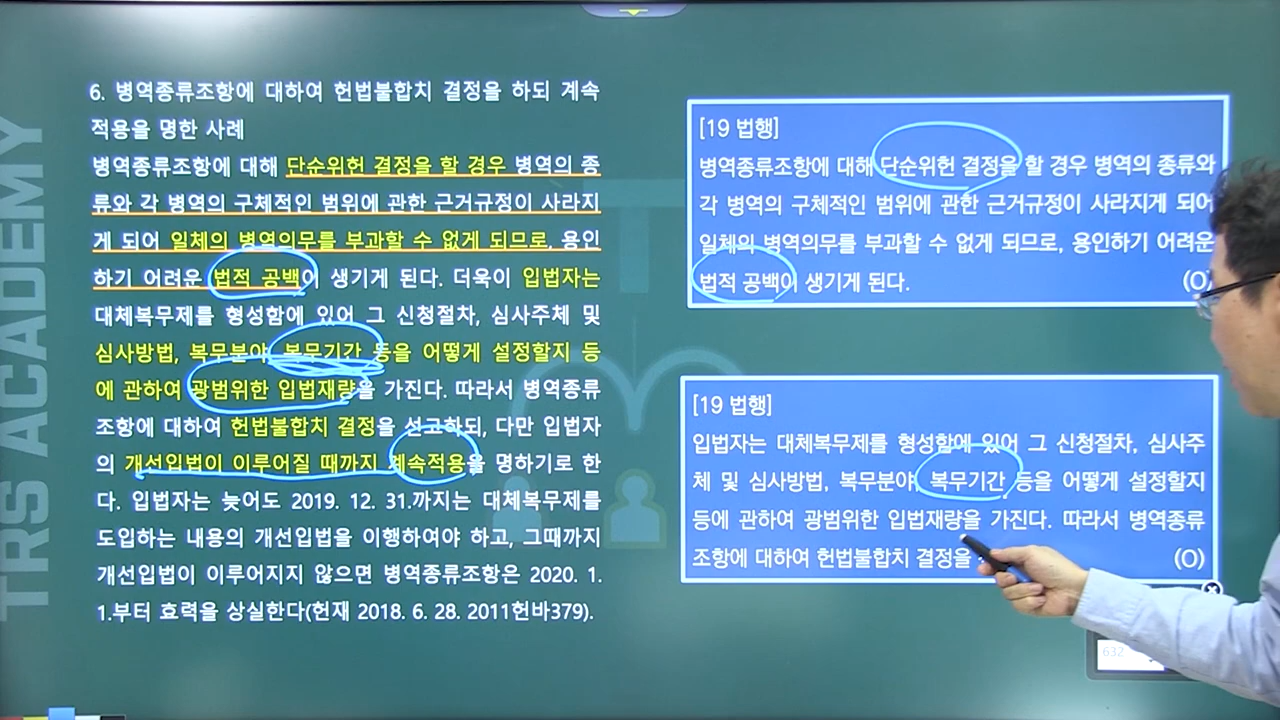 6. 병역종류조항에 대하여 헌법불합치 결정을 하되 계속
적용을 명한 사례
병역종류조항에 대해 단순위헌 결정을 할 경우 병역의 종
류와 각 병역의 구체적인 범위에 관한 근거규정이 사라지
게 되어 일체의 병역의무를 부과할 수 없게 되므로, 용인
하기 어려운 법적 공백이 생기게 된다. 더욱이 입법자는
대체복무제를 형성함에 있어 그 신청절차, 심사주체 및
심사방법, 복무분야, 복무기간 등을 어떻게 설정할지 등
에 관하여 광범위한 입법재량을 가진다. 따라서 병역종류
조항에 대하여 헌법불합치 결정을 선고하되, 다만 입법자
의 개선입법이 이루어질 때까지 계속적용을 명하기로 한
다. 입법자는 늦어도 2019. 12. 31.까지는 대체복무제를
도입하는 내용의 개선입법을 이행하여야 하고, 그때까지
개선입법이 이루어지지 않으면 병역종류조항은 2020. 1.
1.부터 효력을 상실한다(헌재 2018. 6. 28. 2011헌바379).
[19 법행]
병역종류조항에 대해 단순위헌 결정을 할 경우 병역의 종류와
각 병역의 구체적인 범위에 관한 근거규정이 사라지게 되어
일체의 병역의무를 부과할 수 없게 되므로, 용인하기 어려운
법적 공백이 생기게 된다. (O)
[19 법행]
입법자는 대체복무제를 형성함에 있어 그 신청절차, 심사주
체 및 심사방법, 복무분야, 복무기간 등을 어떻게 설정할지
등에 관하여 광범위한 입법재량을 가진다. 따라서 병역종류
조항에 대하여 헌법불합치 결정을 (O)
632
TRS ACADEMY